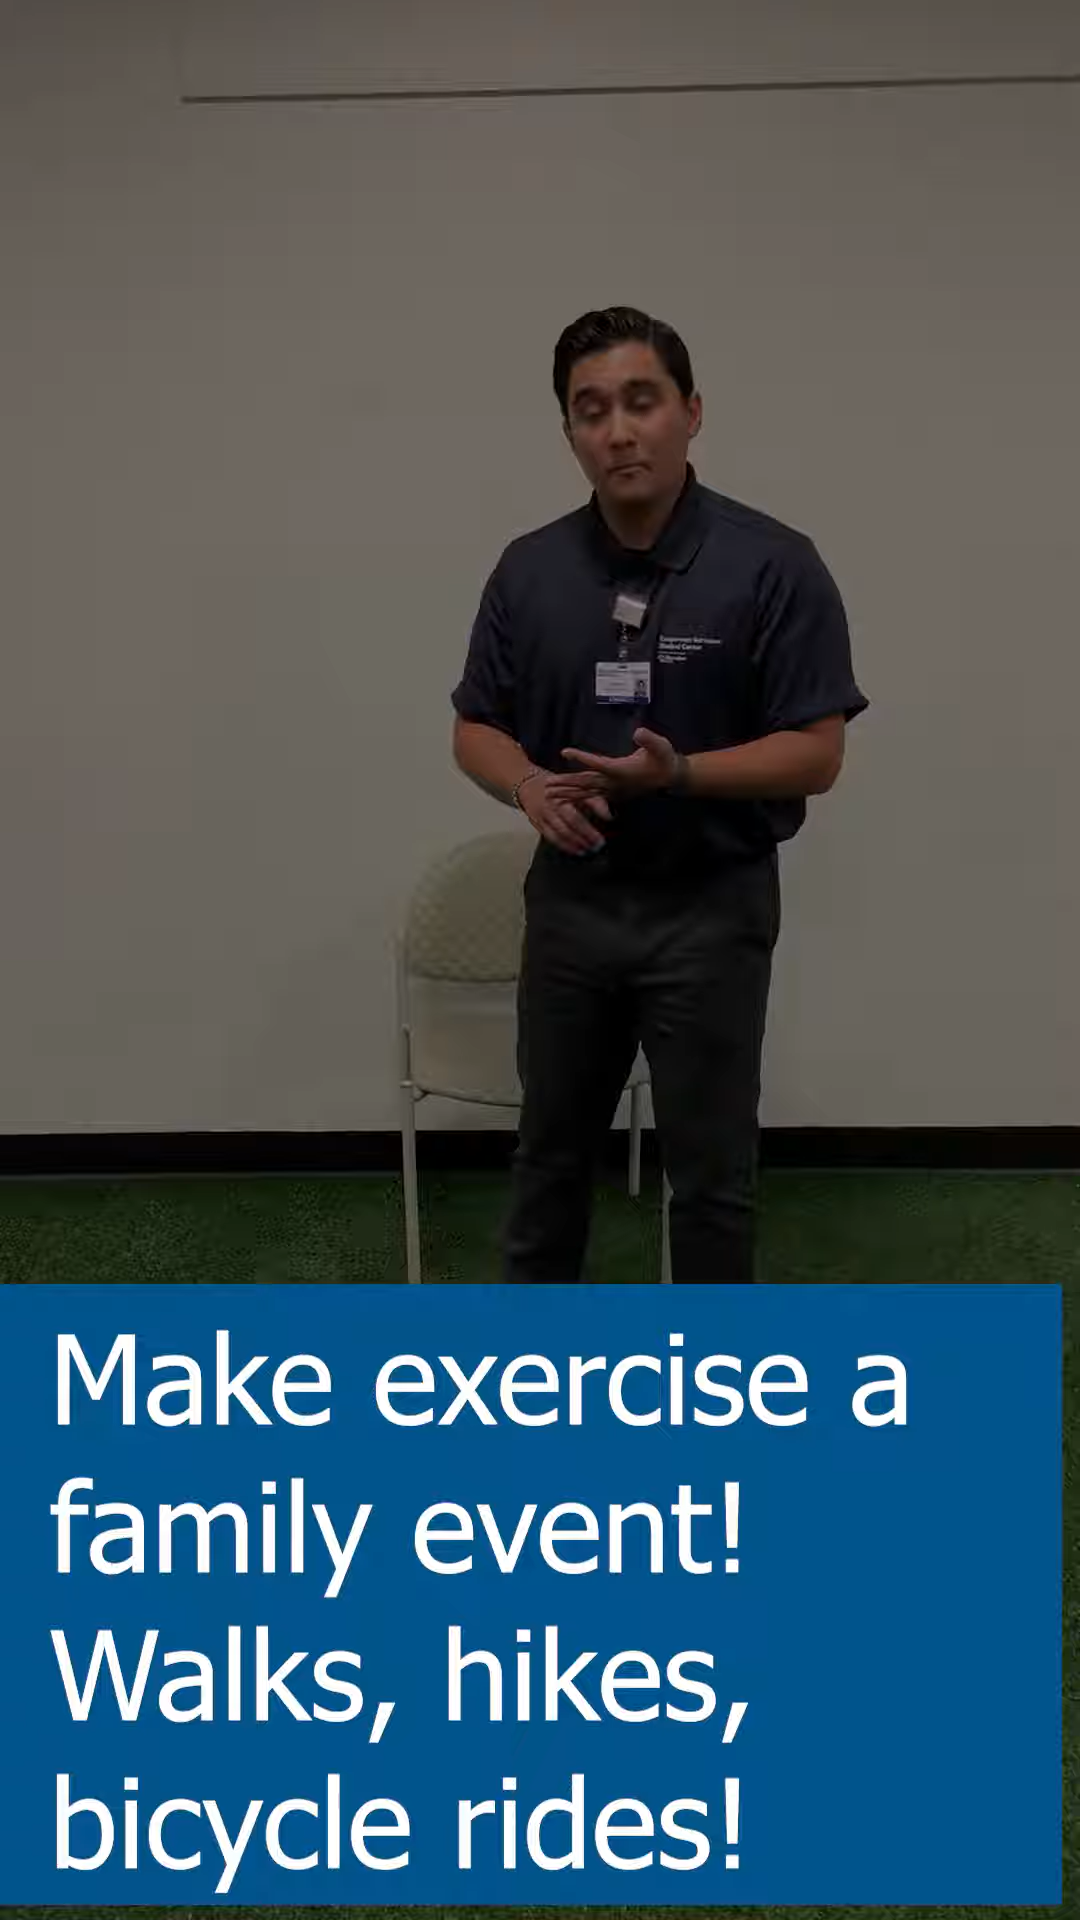 Make exercise a
family event!
Walks, hikes,
bicycle rides!